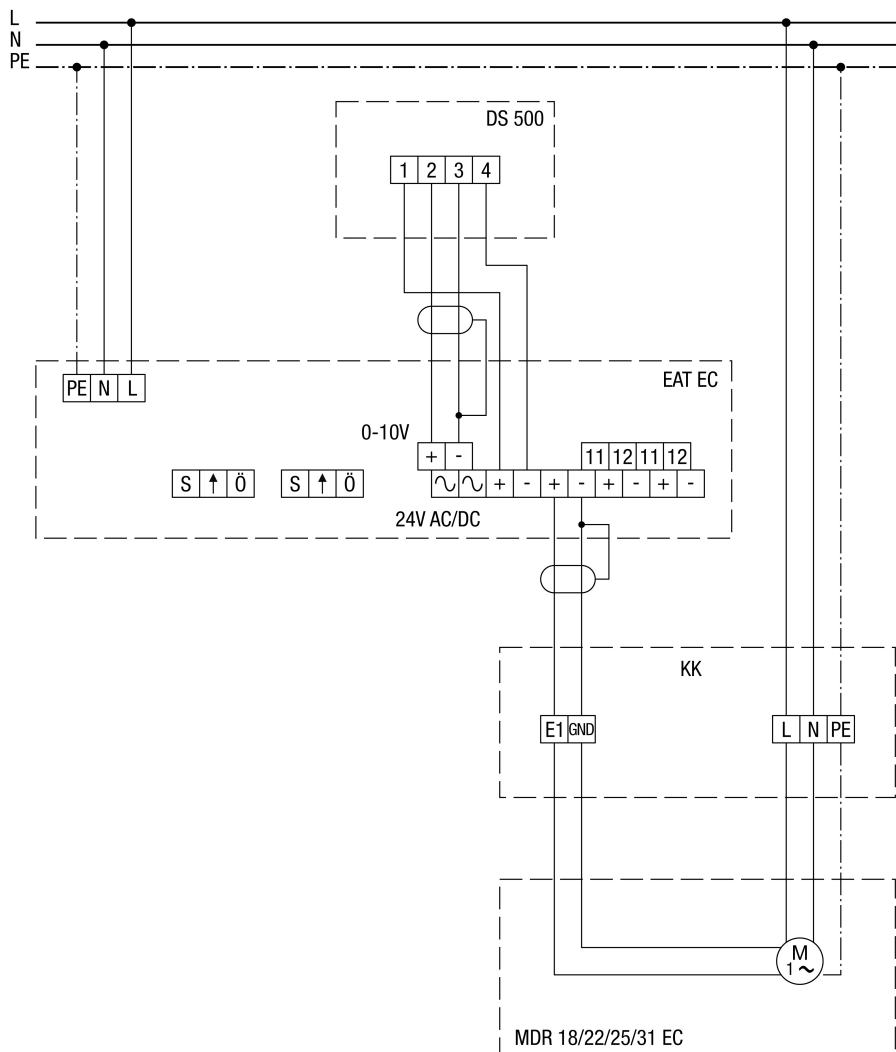 L
N
PE
DS 500
1 2 3 4
EAT EC
PE N L
0-10V
+ -
11 12 11 12
S ↑ Ö S ↑ Ö
∿ ∿ + - + - + - + -
24V AC/DC
KK
E1 GND
L N PE
M
1 ~
MDR 18/22/25/31 EC